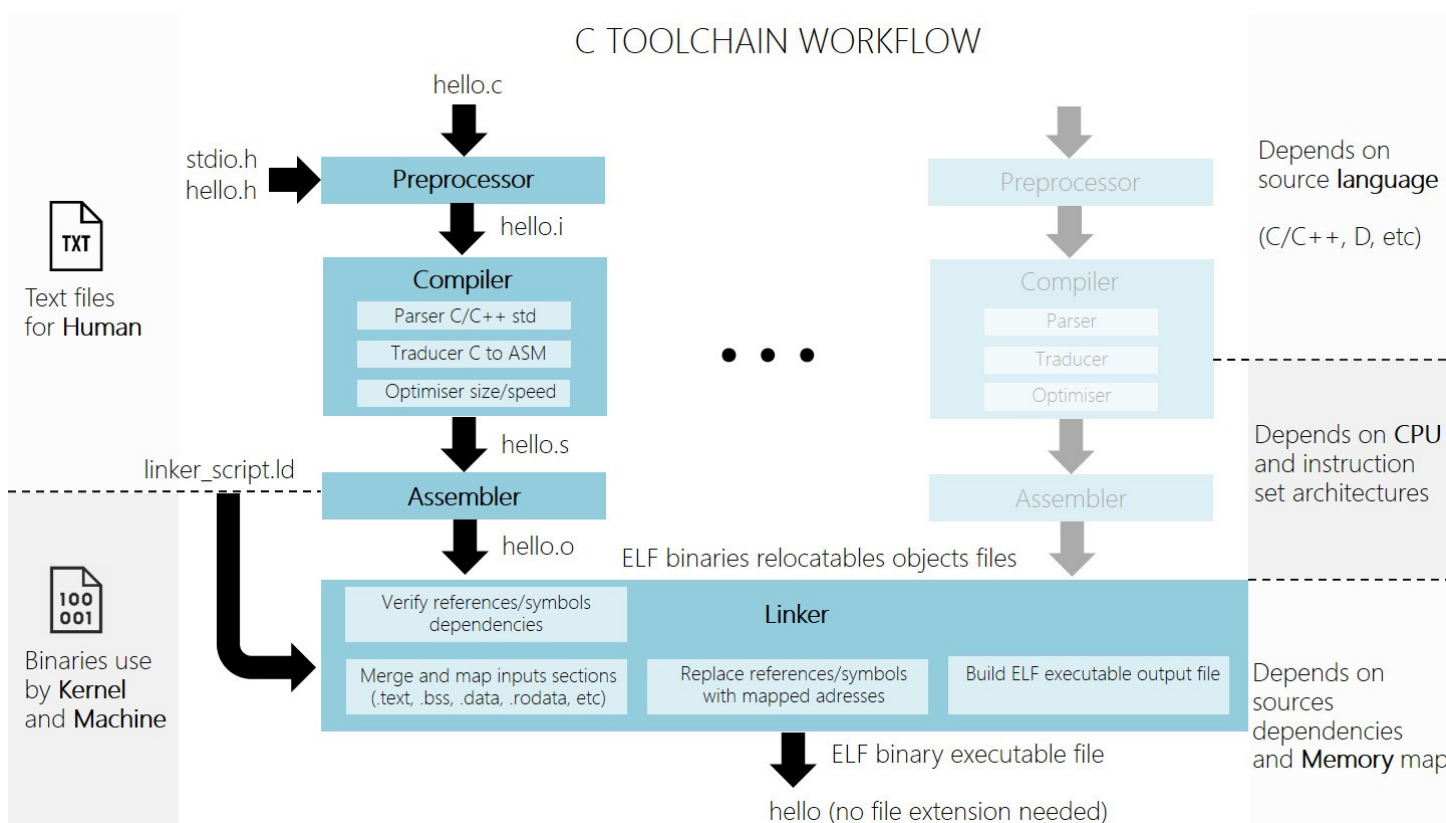 C TOOLCHAIN WORKFLOW
hello.c
stdio.h
hello.h
Preprocessor
hello.i
Compiler
Parser C/C++ std
Traducer C to ASM
Optimiser size/speed
hello.s
linker_script.ld
Assembler
hello.o
ELF binaries relocatables objects files
Preprocessor
Compiler
Parser
Traducer
Optimiser
Assembler
Linker
Verify references/symbols
dependencies
Merge and map inputs sections
(.text, .bss, .data, .rodata, etc)
Replace references/symbols
with mapped adresses
Build ELF executable output file
ELF binary executable file
hello (no file extension needed)
TXT
Text files
for Human
100
001
Binaries use
by Kernel
and Machine
Depends on
source language
(C/C++, D, etc)
Depends on CPU
and instruction
set architectures
Depends on
sources
dependencies
and Memory map